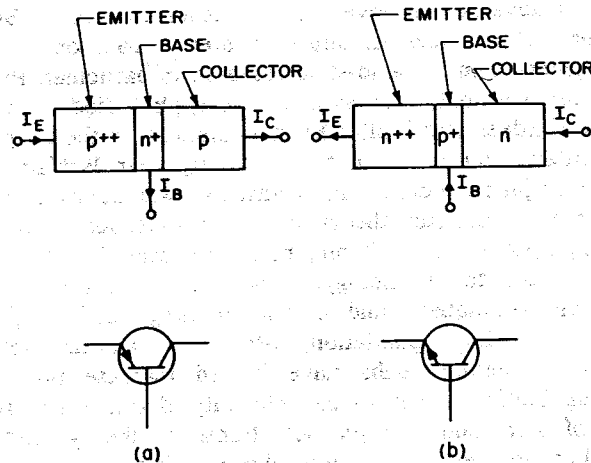 EMITTER
BASE
COLLECTOR
I_E p++ n+ p I_C
I_B
EMITTER
BASE
COLLECTOR
I_E n++ p+ n I_C
I_B
(a) (b)